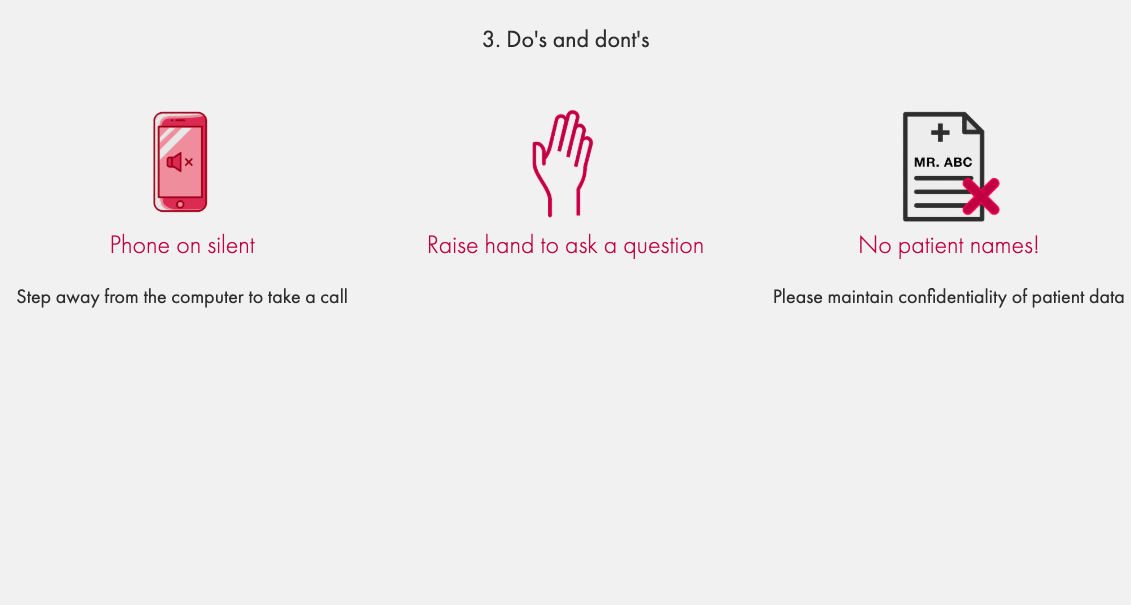 3. Do's and dont's
MR. ABC
Phone on silent
Raise hand to ask a question
No patient names!
Step away from the computer to take a call
Please maintain confidentiality of patient data